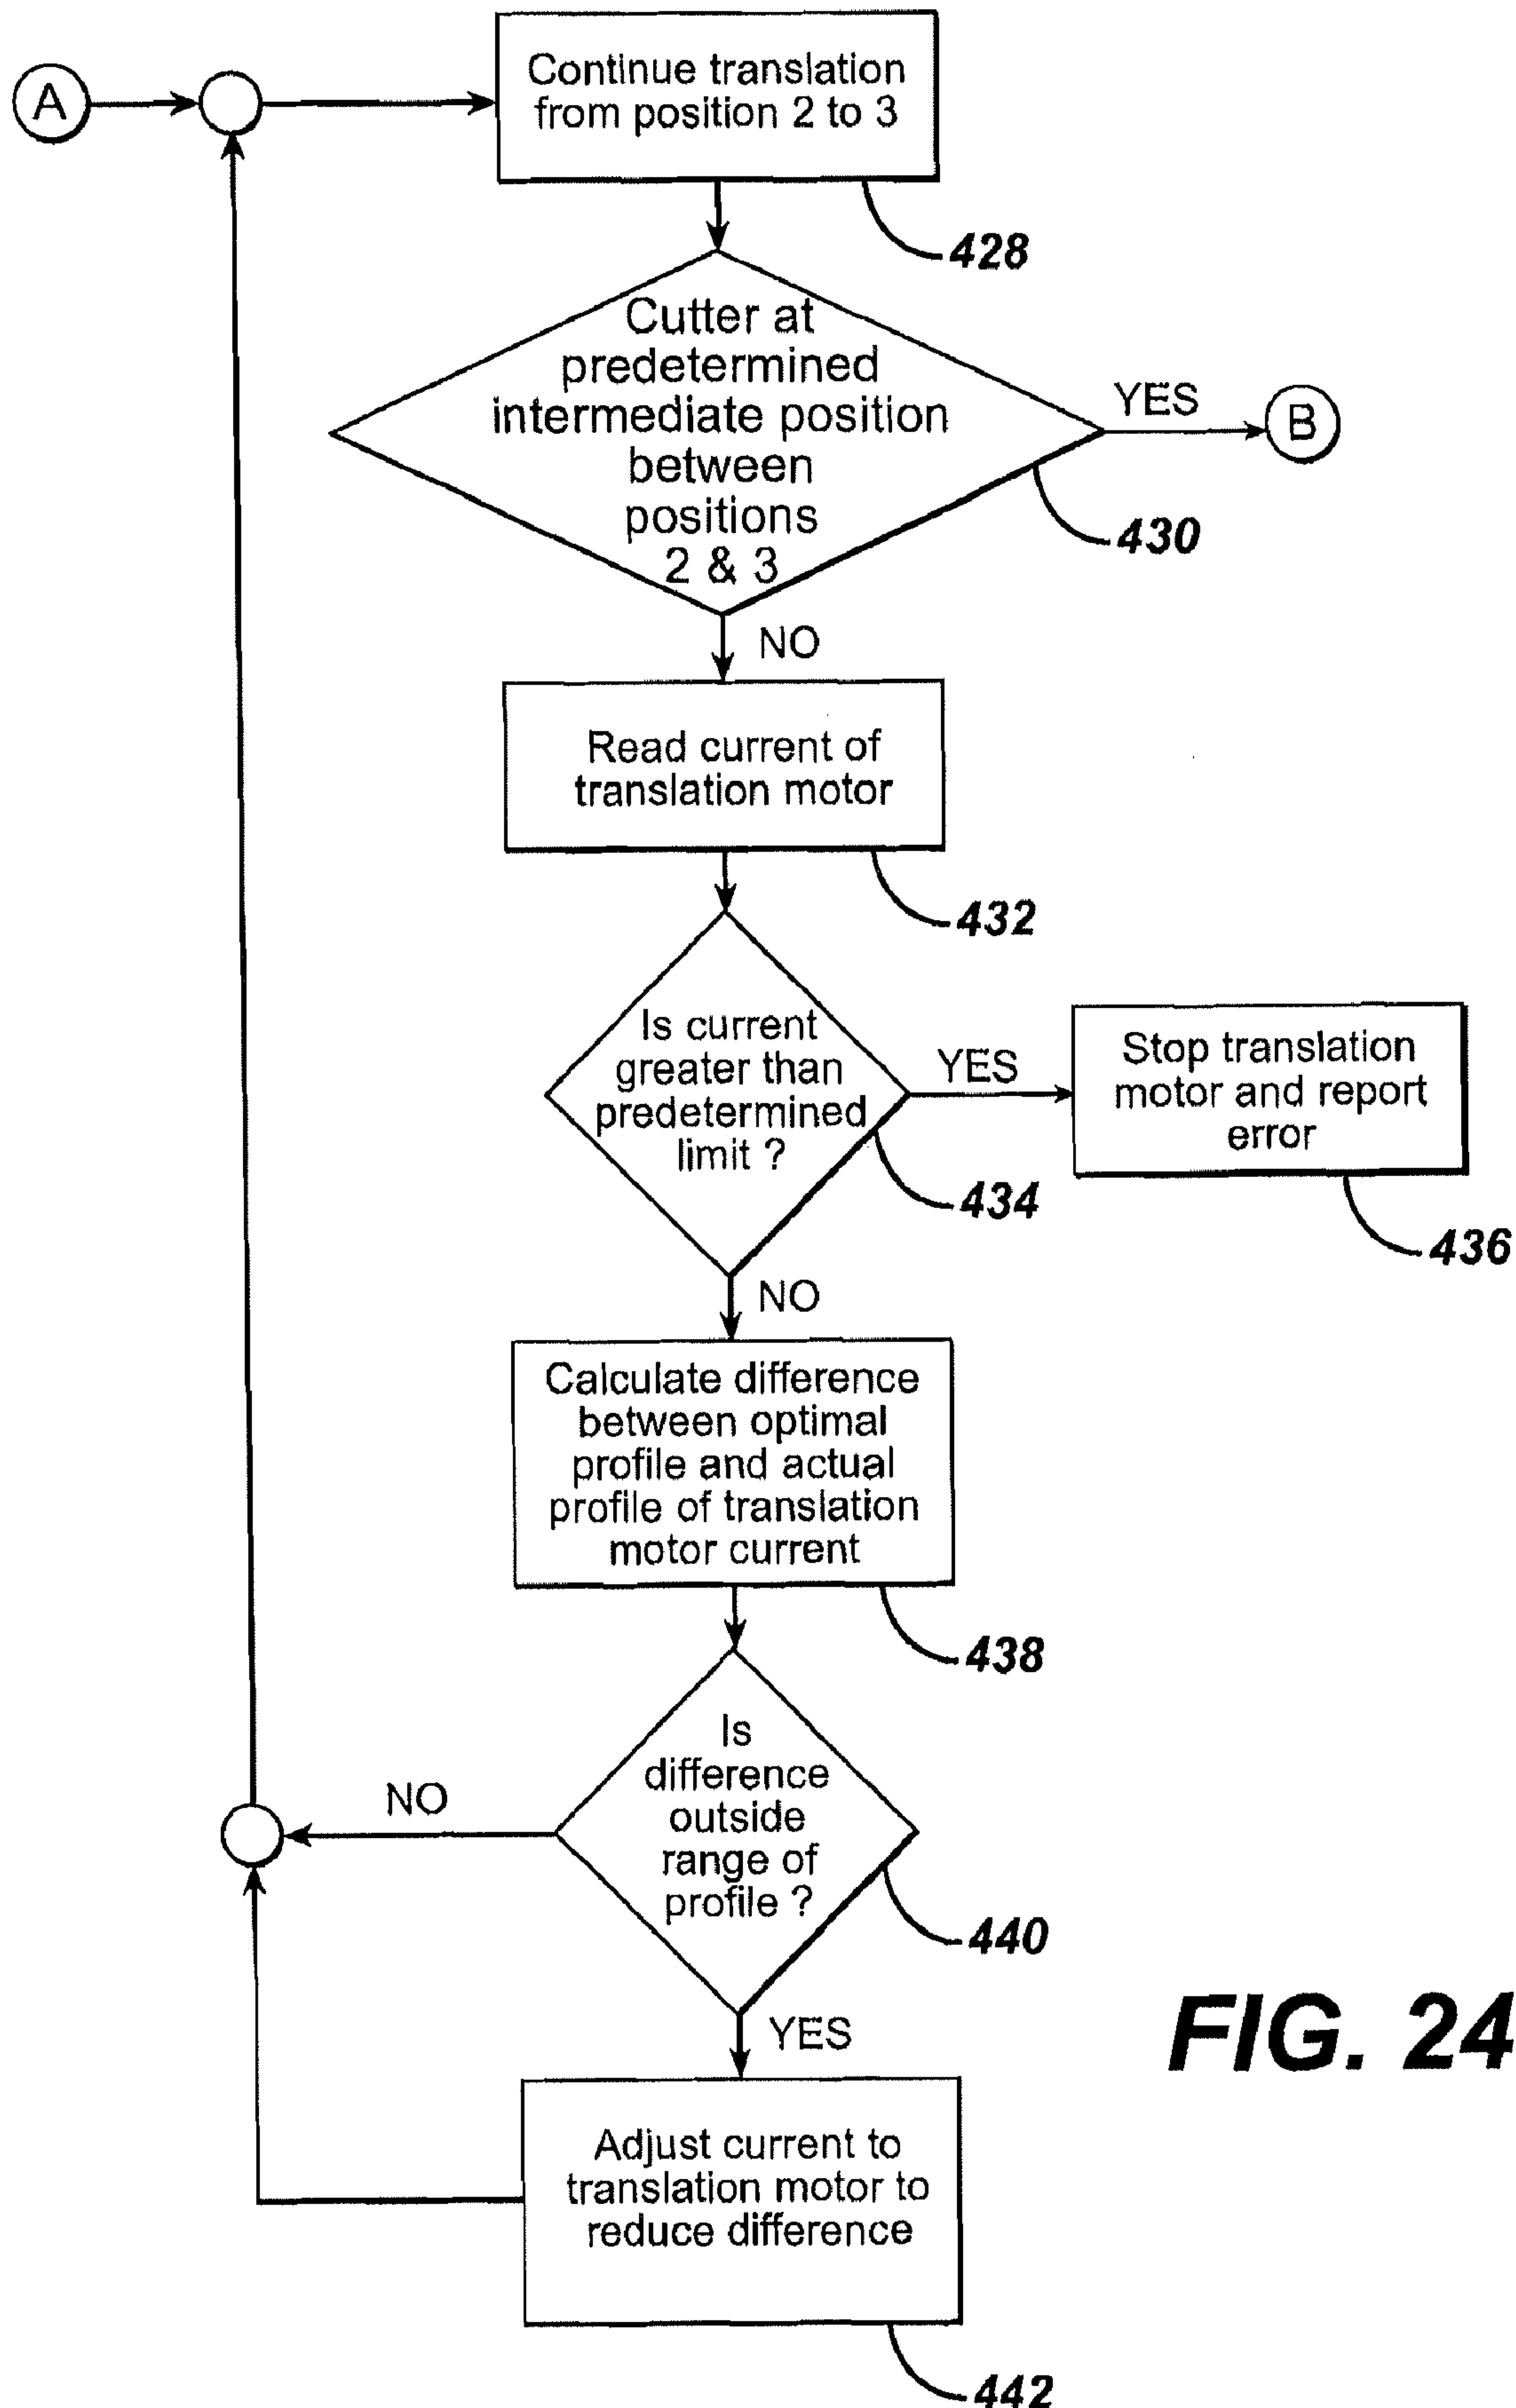 A
Continue translation
from position 2 to 3
428
Cutter at
predetermined
intermediate position
between
positions
2 & 3
YES
B
430
NO
Read current of
translation motor
432
Is current
greater than
predetermined
limit ?
YES
Stop translation
motor and report
error
434
436
NO
Calculate difference
between optimal
profile and actual
profile of translation
motor current
438
Is
difference
outside
range of
profile ?
NO
440
YES
Adjust current to
translation motor to
reduce difference
442
FIG. 24